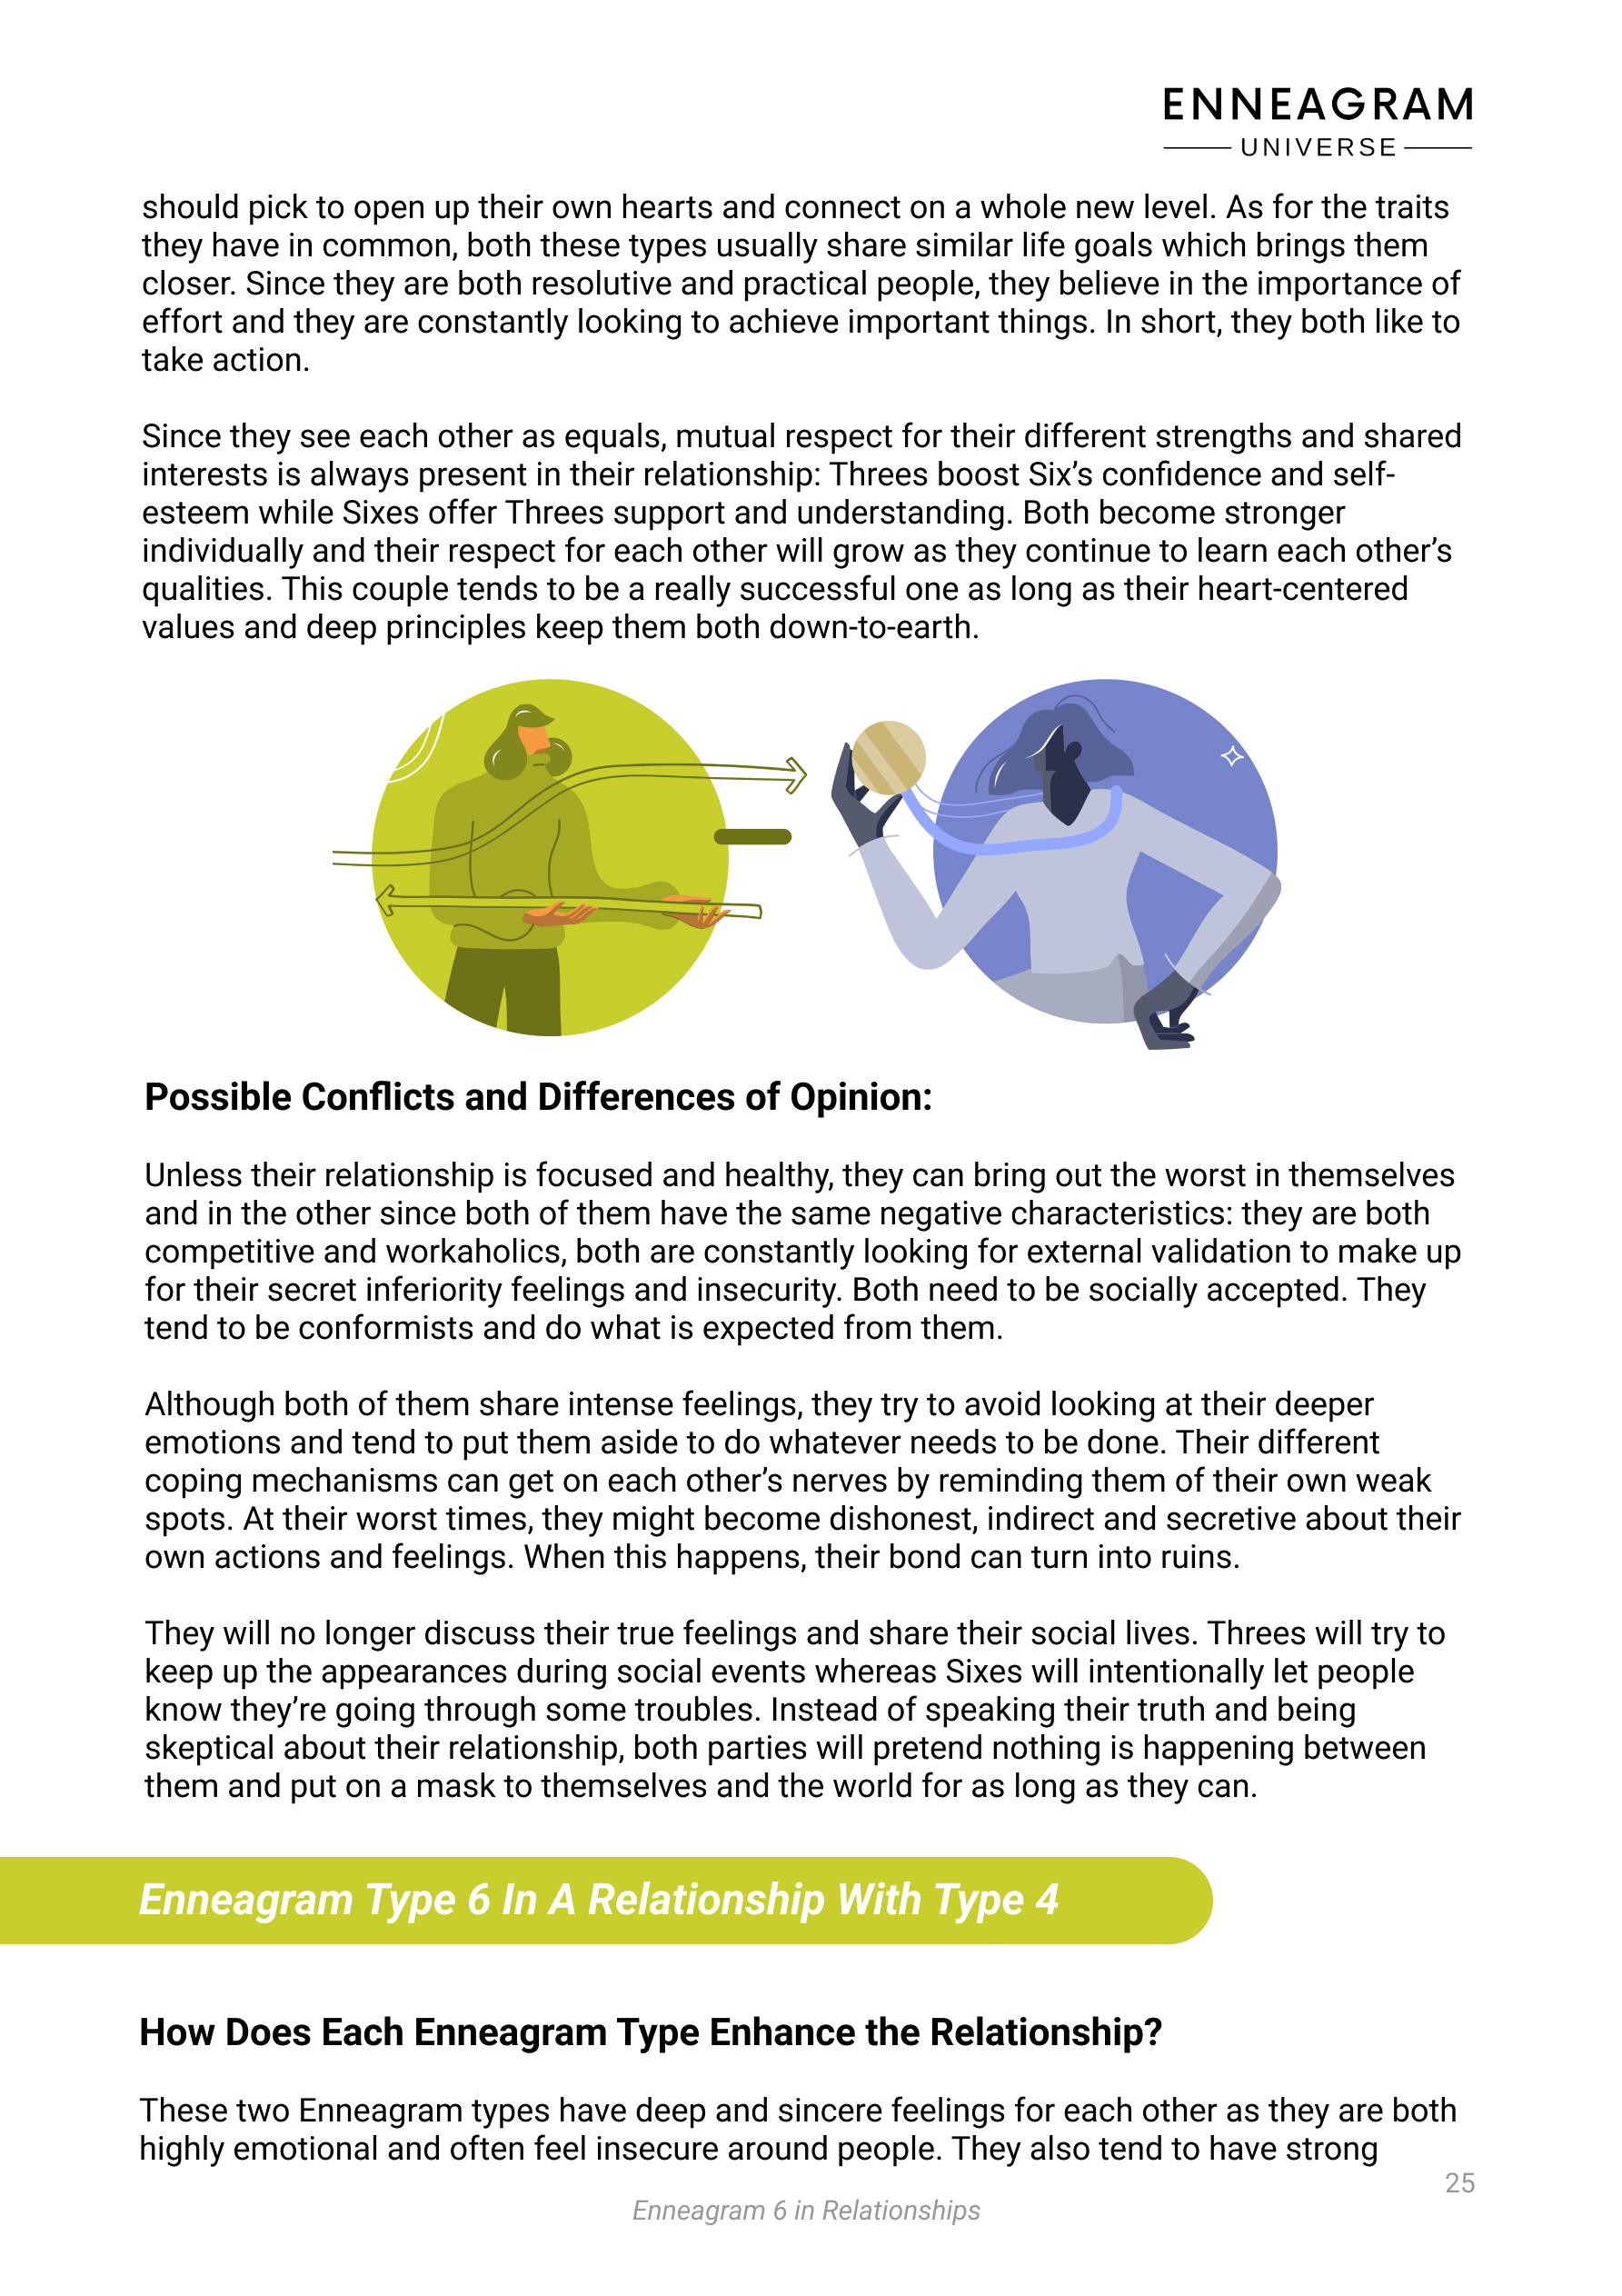 ENNEAGRAM
UNIVERSE
should pick to open up their own hearts and connect on a whole new level. As for the traits
they have in common, both these types usually share similar life goals which brings them
closer. Since they are both resolutive and practical people, they believe in the importance of
effort and they are constantly looking to achieve important things. In short, they both like to
take action.
Since they see each other as equals, mutual respect for their different strengths and shared
interests is always present in their relationship: Threes boost Six’s confidence and self-
esteem while Sixes offer Threes support and understanding. Both become stronger
individually and their respect for each other will grow as they continue to learn each other’s
qualities. This couple tends to be a really successful one as long as their heart-centered
values and deep principles keep them both down-to-earth.
Possible Conflicts and Differences of Opinion:
Unless their relationship is focused and healthy, they can bring out the worst in themselves
and in the other since both of them have the same negative characteristics: they are both
competitive and workaholics, both are constantly looking for external validation to make up
for their secret inferiority feelings and insecurity. Both need to be socially accepted. They
tend to be conformists and do what is expected from them.
Although both of them share intense feelings, they try to avoid looking at their deeper
emotions and tend to put them aside to do whatever needs to be done. Their different
coping mechanisms can get on each other’s nerves by reminding them of their own weak
spots. At their worst times, they might become dishonest, indirect and secretive about their
own actions and feelings. When this happens, their bond can turn into ruins.
They will no longer discuss their true feelings and share their social lives. Threes will try to
keep up the appearances during social events whereas Sixes will intentionally let people
know they’re going through some troubles. Instead of speaking their truth and being
skeptical about their relationship, both parties will pretend nothing is happening between
them and put on a mask to themselves and the world for as long as they can.
Enneagram Type 6 In A Relationship With Type 4
How Does Each Enneagram Type Enhance the Relationship?
These two Enneagram types have deep and sincere feelings for each other as they are both
highly emotional and often feel insecure around people. They also tend to have strong
25
Enneagram 6 in Relationships